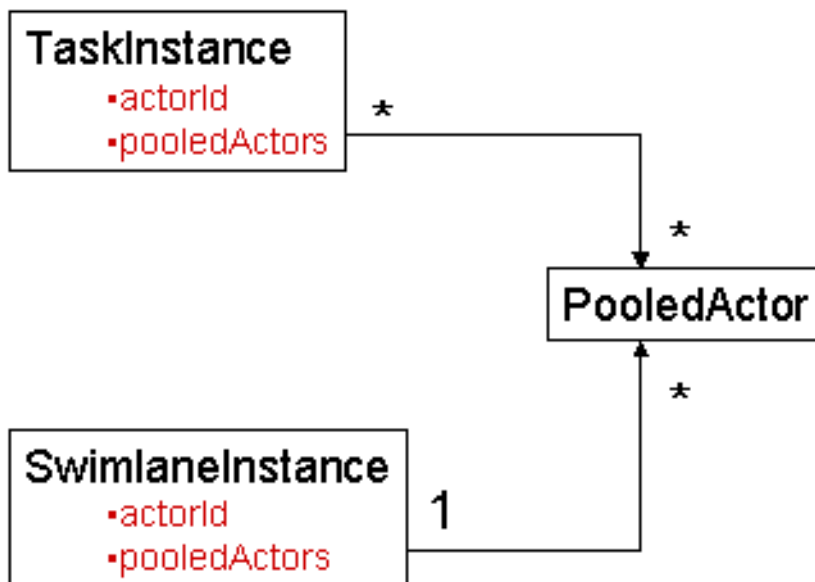 TaskInstance
▪actorId
▪pooledActors
*
*
PooledActor
*
SwimlaneInstance
▪actorId
▪pooledActors
1